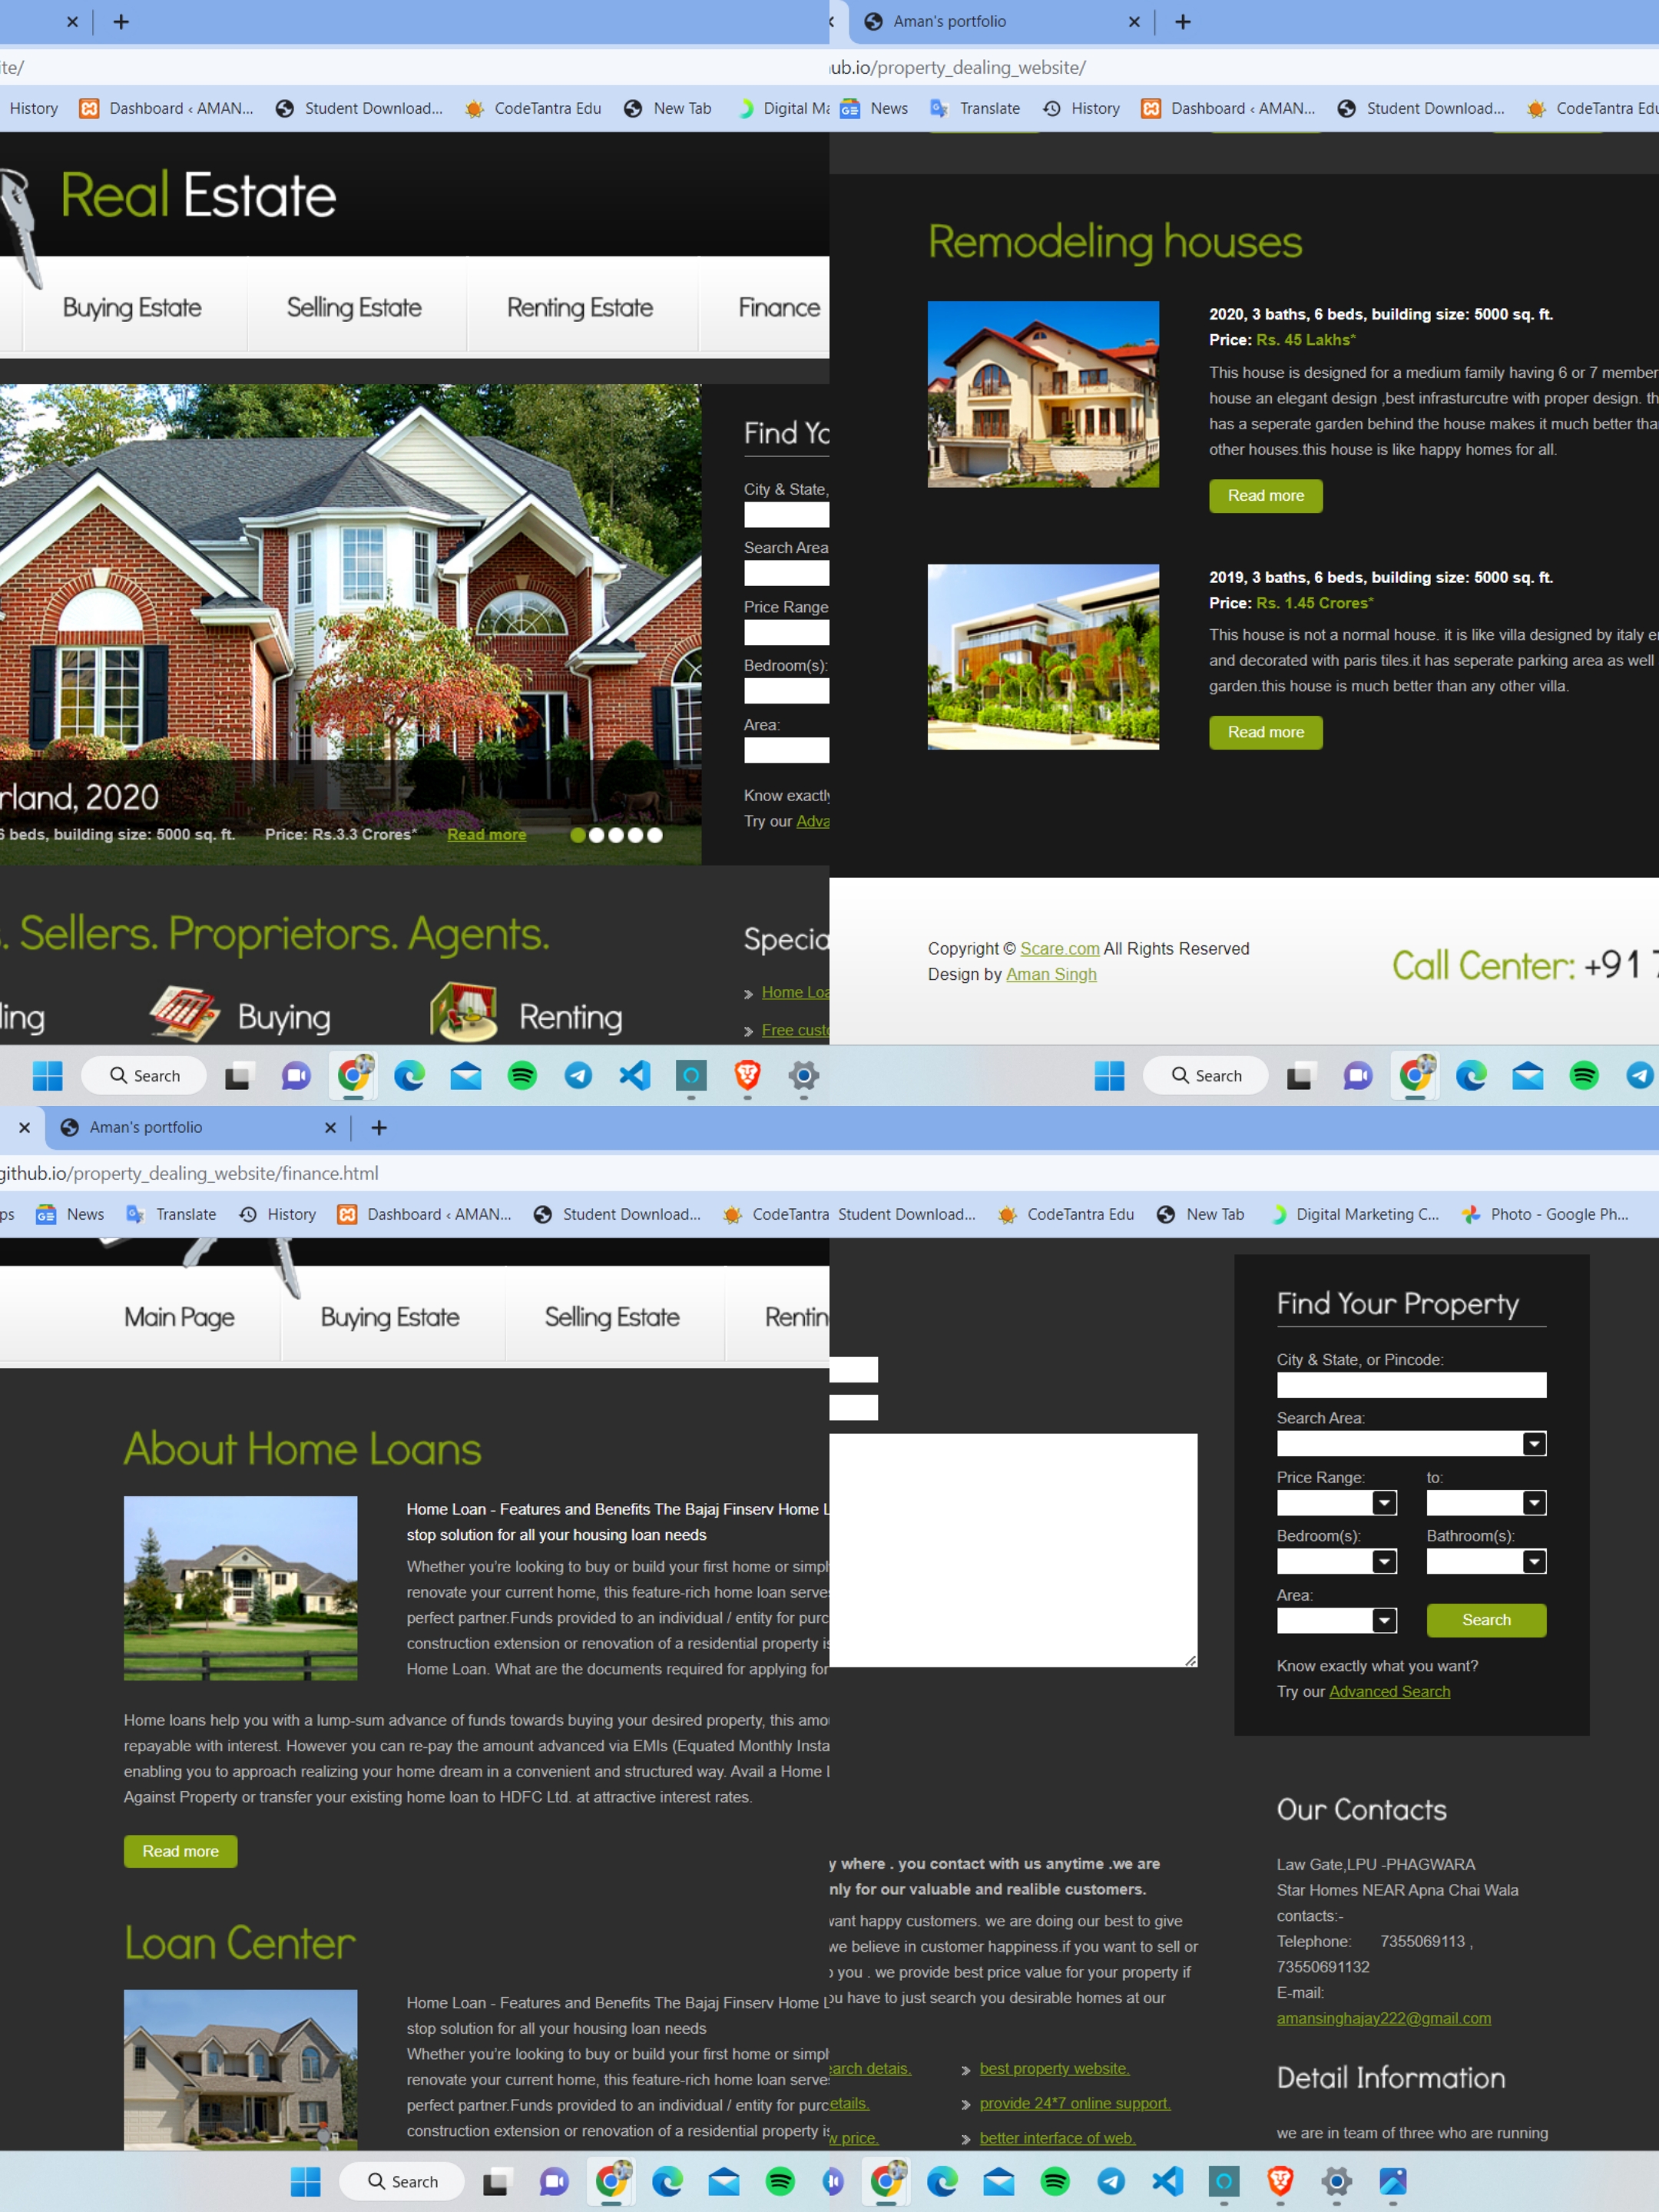 ite/
History Dashboard ‹ AMAN... Student Download... CodeTantra Edu New Tab Digital Ma
Real Estate
Buying Estate Selling Estate Renting Estate Finance
Find Yo
City & State,
Search Area
Price Range
Bedroom(s):
Area:
Know exactly
Try our Adva
rland, 2020
6 beds, building size: 5000 sq. ft. Price: Rs.3.3 Crores* Read more
. Sellers. Proprietors. Agents.
Specia
Home Loa
Free custo
ling Buying Renting
Search
Aman's portfolio
ub.io/property_dealing_website/
News Translate History Dashboard ‹ AMAN... Student Download... CodeTantra Edu
Remodeling houses
2020, 3 baths, 6 beds, building size: 5000 sq. ft.
Price: Rs. 45 Lakhs*
This house is designed for a medium family having 6 or 7 member
house an elegant design ,best infrasturcutre with proper design. th
has a seperate garden behind the house makes it much better tha
other houses.this house is like happy homes for all.
Read more
2019, 3 baths, 6 beds, building size: 5000 sq. ft.
Price: Rs. 1.45 Crores*
This house is not a normal house. it is like villa designed by italy e
and decorated with paris tiles.it has seperate parking area as well
garden.this house is much better than any other villa.
Read more
Copyright © Scare.com All Rights Reserved
Design by Aman Singh
Call Center: +91 7
Search
Aman's portfolio
github.io/property_dealing_website/finance.html
ps News Translate History Dashboard ‹ AMAN... Student Download... CodeTantra
Main Page Buying Estate Selling Estate Rentin
About Home Loans
Home Loan - Features and Benefits The Bajaj Finserv Home L
stop solution for all your housing loan needs
Whether you're looking to buy or build your first home or simpl
renovate your current home, this feature-rich home loan serve
perfect partner.Funds provided to an individual / entity for purc
construction extension or renovation of a residential property is
Home Loan. What are the documents required for applying for
Home loans help you with a lump-sum advance of funds towards buying your desired property, this amou
repayable with interest. However you can re-pay the amount advanced via EMIs (Equated Monthly Insta
enabling you to approach realizing your home dream in a convenient and structured way. Avail a Home L
Against Property or transfer your existing home loan to HDFC Ltd. at attractive interest rates.
Read more
Loan Center
Home Loan - Features and Benefits The Bajaj Finserv Home L
stop solution for all your housing loan needs
Whether you're looking to buy or build your first home or simpl
renovate your current home, this feature-rich home loan serve
perfect partner.Funds provided to an individual / entity for purc
construction extension or renovation of a residential property is
Search
Student Download... CodeTantra Edu New Tab Digital Marketing C... Photo - Google Ph...
Find Your Property
City & State, or Pincode:
Search Area:
Price Range: to:
Bedroom(s): Bathroom(s):
Area:
Search
Know exactly what you want?
Try our Advanced Search
y where . you contact with us anytime .we are
nly for our valuable and realible customers.
vant happy customers. we are doing our best to give
we believe in customer happiness.if you want to sell or
o you . we provide best price value for your property if
ou have to just search you desirable homes at our
arch detais. best property website.
etails. provide 24*7 online support.
w price. better interface of web.
Our Contacts
Law Gate,LPU -PHAGWARA
Star Homes NEAR Apna Chai Wala
contacts:-
Telephone: 7355069113 ,
73550691132
E-mail:
amansinghajay222@gmail.com
Detail Information
we are in team of three who are running